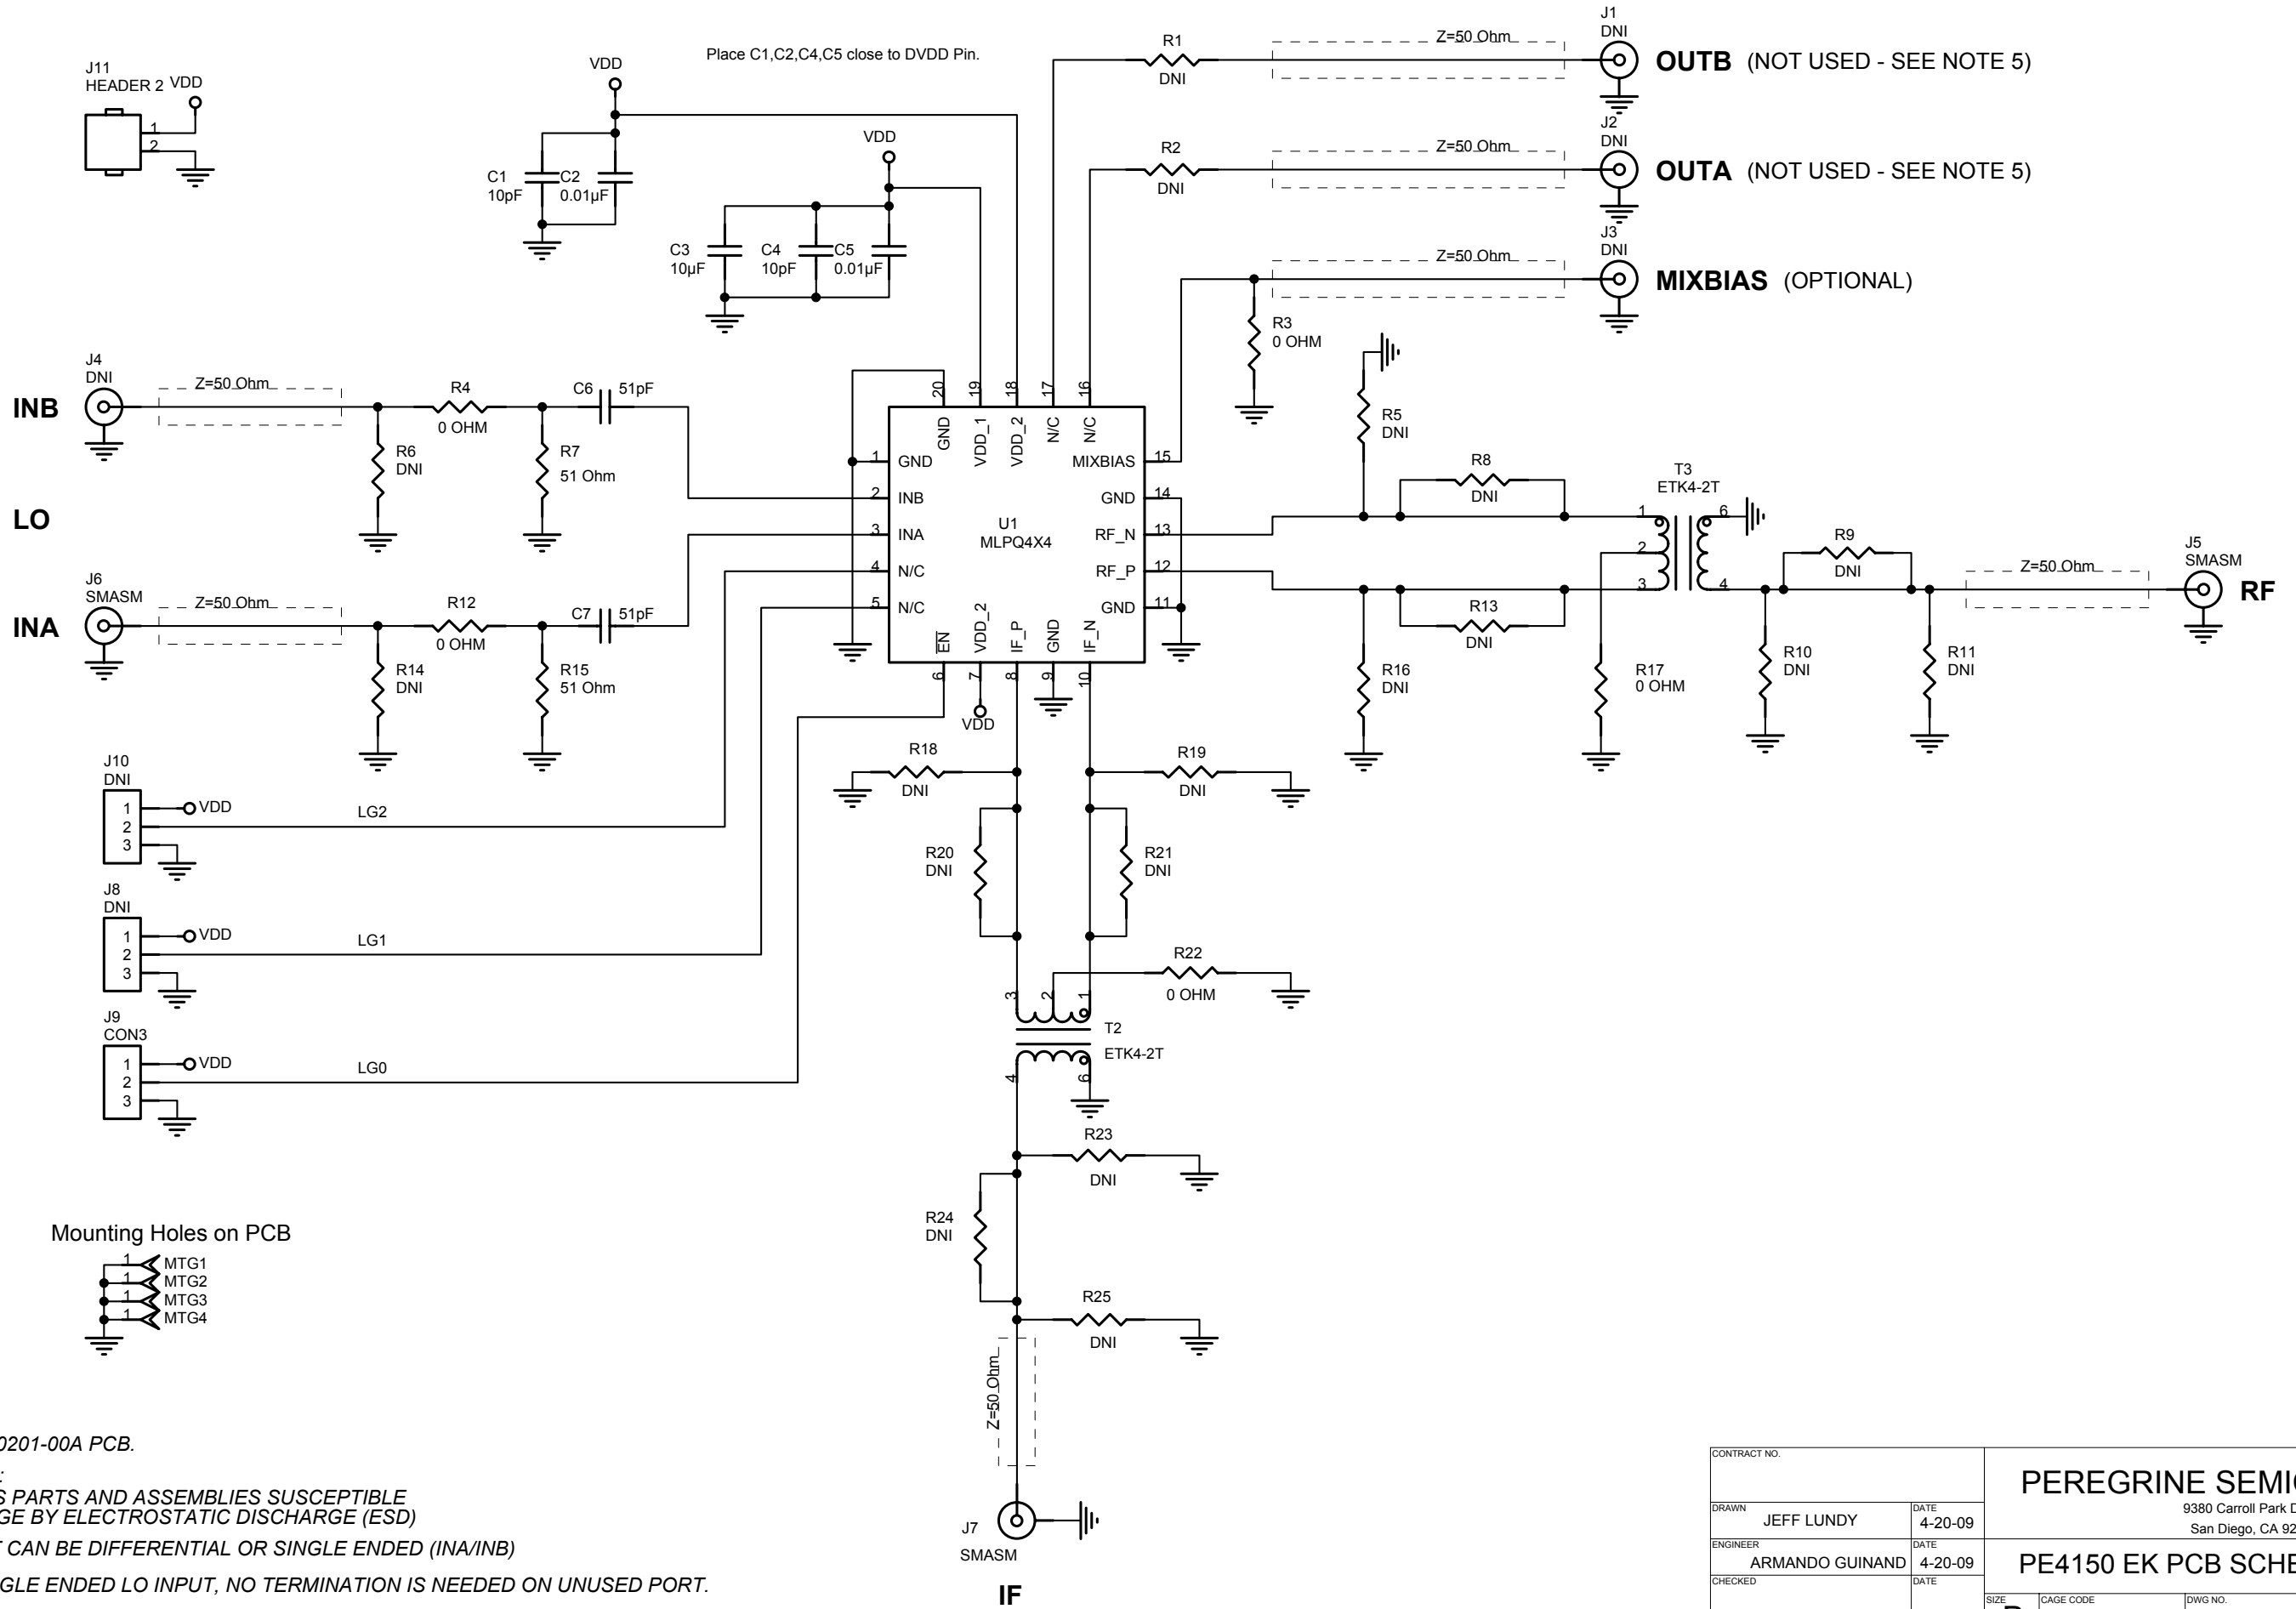 J11
HEADER 2
VDD
1
2
VDD
Place C1,C2,C4,C5 close to DVDD Pin.
C1
10pF
C2
0.01µF
VDD
C3
10µF
C4
10pF
C5
0.01µF
R1
DNI
Z=50 Ohm
J1
DNI
OUTB (NOT USED - SEE NOTE 5)
R2
DNI
Z=50 Ohm
J2
DNI
OUTA (NOT USED - SEE NOTE 5)
Z=50 Ohm
J3
DNI
MIXBIAS (OPTIONAL)
R3
0 OHM
INB
J4
DNI
Z=50 Ohm
R4
0 OHM
C6
51pF
R6
DNI
R7
51 Ohm
LO
INA
J6
SMASM
Z=50 Ohm
R12
0 OHM
C7
51pF
R14
DNI
R15
51 Ohm
20
19
18
17
16
GND
VDD_1
VDD_2
N/C
N/C
1
GND
2
INB
3
INA
4
N/C
5
N/C
U1
MLPQ4X4
MIXBIAS
15
GND
14
RF_N
13
RF_P
12
GND
11
EN
VDD_2
IF_P
GND
IF_N
6
7
8
9
10
VDD
R5
DNI
R8
DNI
R13
DNI
R16
DNI
T3
ETK4-2T
1
2
3
6
4
R17
0 OHM
R9
DNI
R10
DNI
R11
DNI
Z=50 Ohm
J5
SMASM
RF
R18
DNI
R19
DNI
R20
DNI
R21
DNI
R22
0 OHM
3
2
1
T2
ETK4-2T
4
6
R23
DNI
R24
DNI
R25
DNI
Z=50 Ohm
J7
SMASM
IF
J10
DNI
1
2
3
VDD
LG2
J8
DNI
1
2
3
VDD
LG1
J9
CON3
1
2
3
VDD
LG0
Mounting Holes on PCB
1 MTG1
1 MTG2
1 MTG3
1 MTG4
0201-00A PCB.
:
S PARTS AND ASSEMBLIES SUSCEPTIBLE
GE BY ELECTROSTATIC DISCHARGE (ESD)
T CAN BE DIFFERENTIAL OR SINGLE ENDED (INA/INB)
GLE ENDED LO INPUT, NO TERMINATION IS NEEDED ON UNUSED PORT.
CONTRACT NO.
DRAWN
JEFF LUNDY
DATE
4-20-09
ENGINEER
ARMANDO GUINAND
DATE
4-20-09
CHECKED
DATE
PEREGRINE SEMI
9380 Carroll Park D
San Diego, CA 92
PE4150 EK PCB SCHE
SIZE
CAGE CODE
DWG NO.